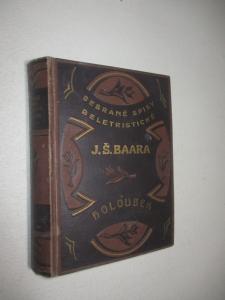 SEBRANÉ SPISY
BELETRISTICKÉ
J.Š.BAARA
HOLOUBEK